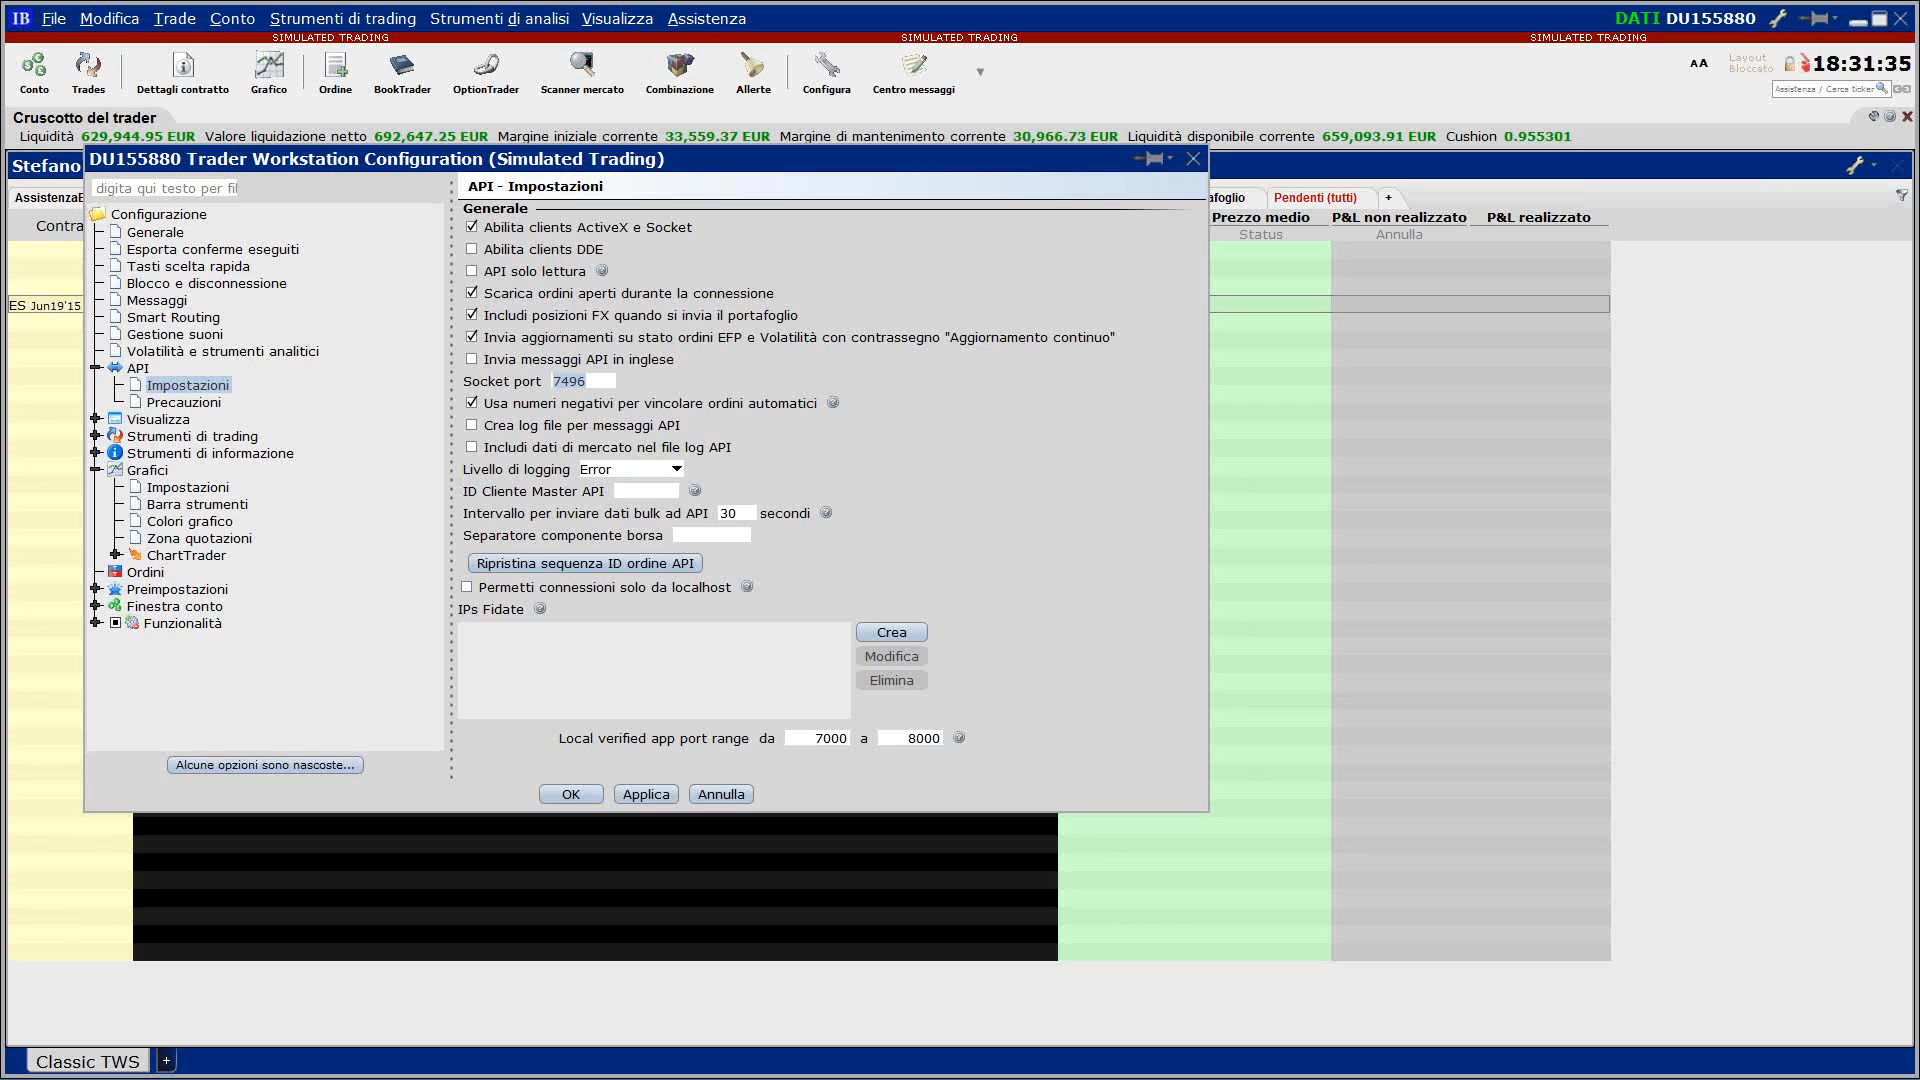 IB File Modifica Trade Conto Strumenti di trading Strumenti di analisi Visualizza Assistenza DATI DU155880
SIMULATED TRADING SIMULATED TRADING SIMULATED TRADING
Conto Trades Dettagli contratto Grafico Ordine BookTrader OptionTrader Scanner mercato Combinazione Allerte Configura Centro messaggi
AA Layout Bloccato 18:31:35
Assistenza / Cerca ticker
Cruscotto del trader
Liquidità 629,944.95 EUR Valore liquidazione netto 692,647.25 EUR Margine iniziale corrente 33,559.37 EUR Margine di mantenimento corrente 30,966.73 EUR Liquidità disponibile corrente 659,093.91 EUR Cushion 0.955301
Stefano
AssistenzaE
Contra
ES Jun19'15
afoglio Pendenti (tutti) +
Prezzo medio P&L non realizzato P&L realizzato
Status Annulla
DU155880 Trader Workstation Configuration (Simulated Trading)
digita qui testo per fil
Configurazione
Generale
Esporta conferme eseguiti
Tasti scelta rapida
Blocco e disconnessione
Messaggi
Smart Routing
Gestione suoni
Volatilità e strumenti analitici
API
Impostazioni
Precauzioni
Visualizza
Strumenti di trading
Strumenti di informazione
Grafici
Impostazioni
Barra strumenti
Colori grafico
Zona quotazioni
ChartTrader
Ordini
Preimpostazioni
Finestra conto
Funzionalità
Alcune opzioni sono nascoste...
API - Impostazioni
Generale
Abilita clients ActiveX e Socket
Abilita clients DDE
API solo lettura
Scarica ordini aperti durante la connessione
Includi posizioni FX quando si invia il portafoglio
Invia aggiornamenti su stato ordini EFP e Volatilità con contrassegno "Aggiornamento continuo"
Invia messaggi API in inglese
Socket port 7496
Usa numeri negativi per vincolare ordini automatici
Crea log file per messaggi API
Includi dati di mercato nel file log API
Livello di logging Error
ID Cliente Master API
Intervallo per inviare dati bulk ad API 30 secondi
Separatore componente borsa
Ripristina sequenza ID ordine API
Permetti connessioni solo da localhost
IPs Fidate
Crea
Modifica
Elimina
Local verified app port range da 7000 a 8000
OK Applica Annulla
Classic TWS +